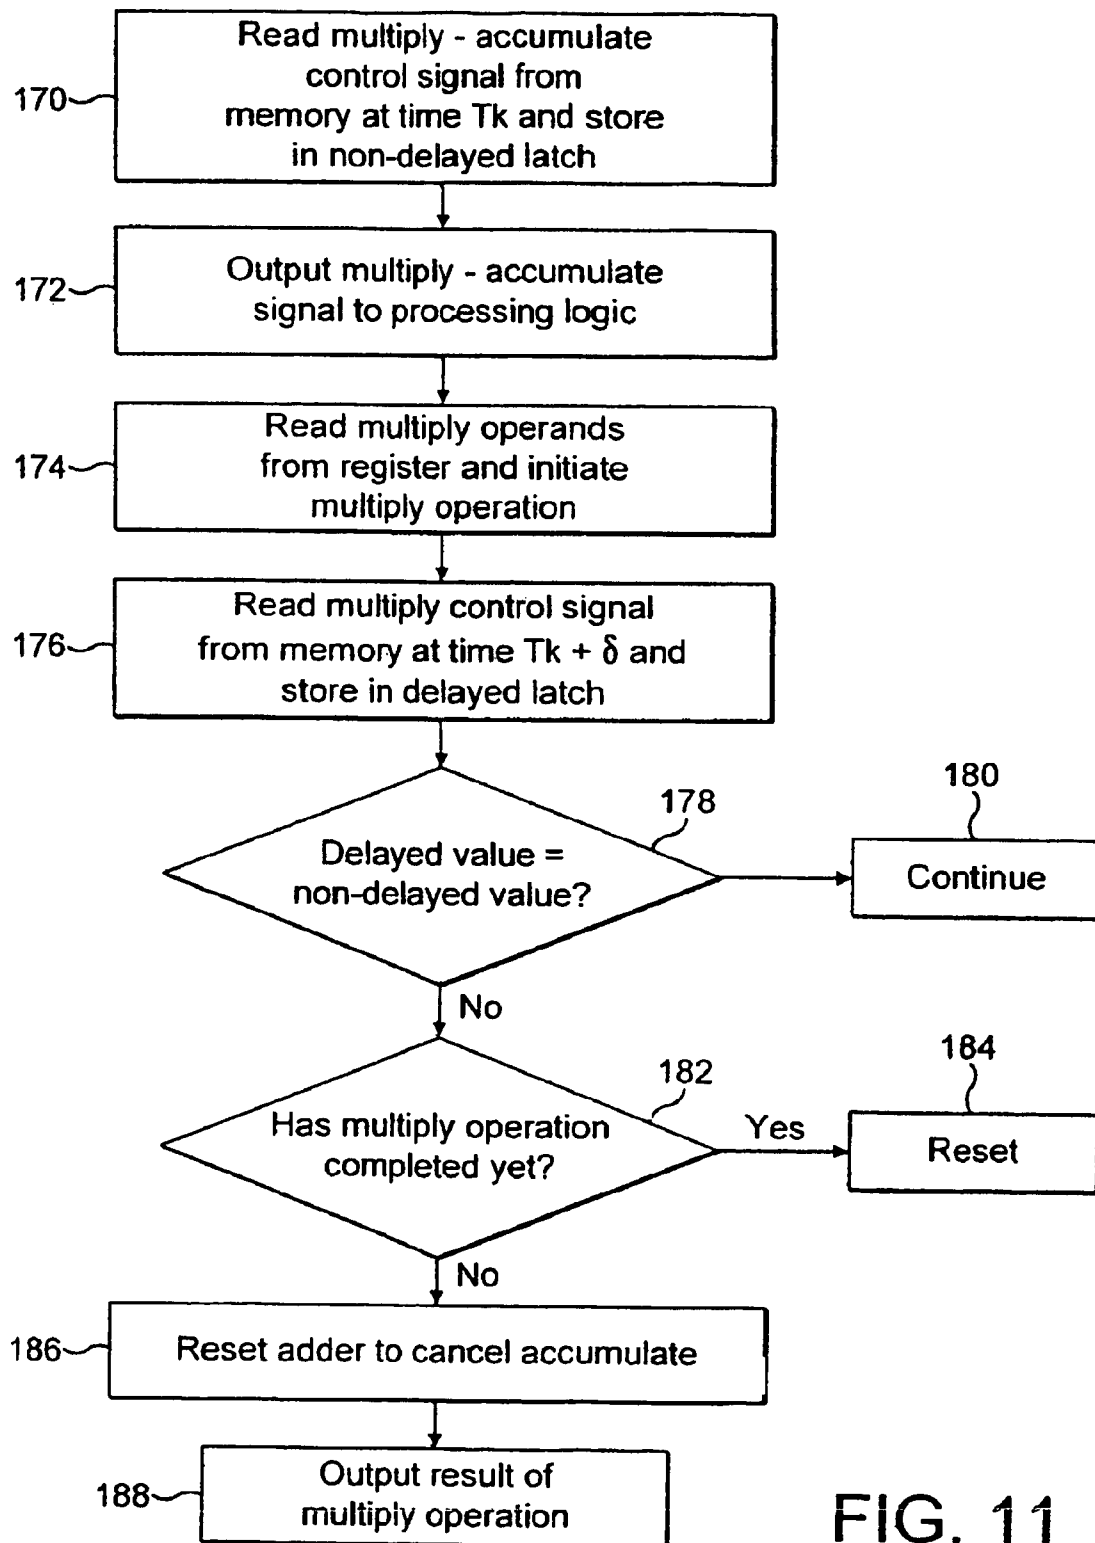 170
Read multiply - accumulate
control signal from
memory at time Tk and store
in non-delayed latch
172
Output multiply - accumulate
signal to processing logic
174
Read multiply operands
from register and initiate
multiply operation
176
Read multiply control signal
from memory at time Tk + δ and
store in delayed latch
178
Delayed value =
non-delayed value?
180
Continue
No
182
Has multiply operation
completed yet?
Yes
184
Reset
No
186
Reset adder to cancel accumulate
188
Output result of
multiply operation
FIG. 11